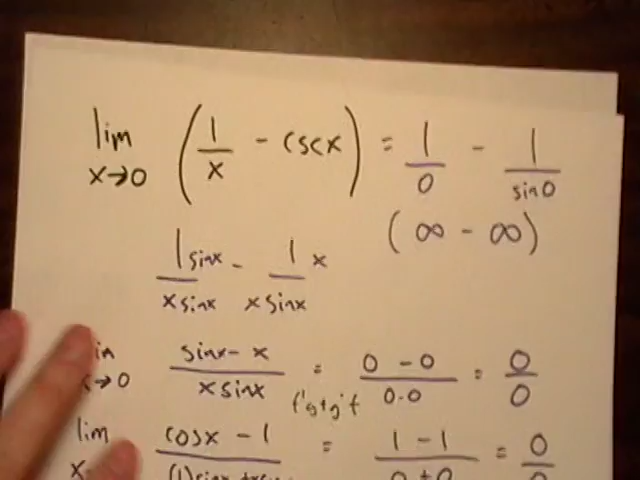 lim x→0 (1/x - cscx) = 1/0 - 1/sin0
(∞ - ∞)
1 sinx/x sinx - 1 x/x sinx
sinx - x/x sinx = 0 - 0/0·0 = 0/0
f'g + g'f
lim cosx - 1 = 1 - 1 = 0